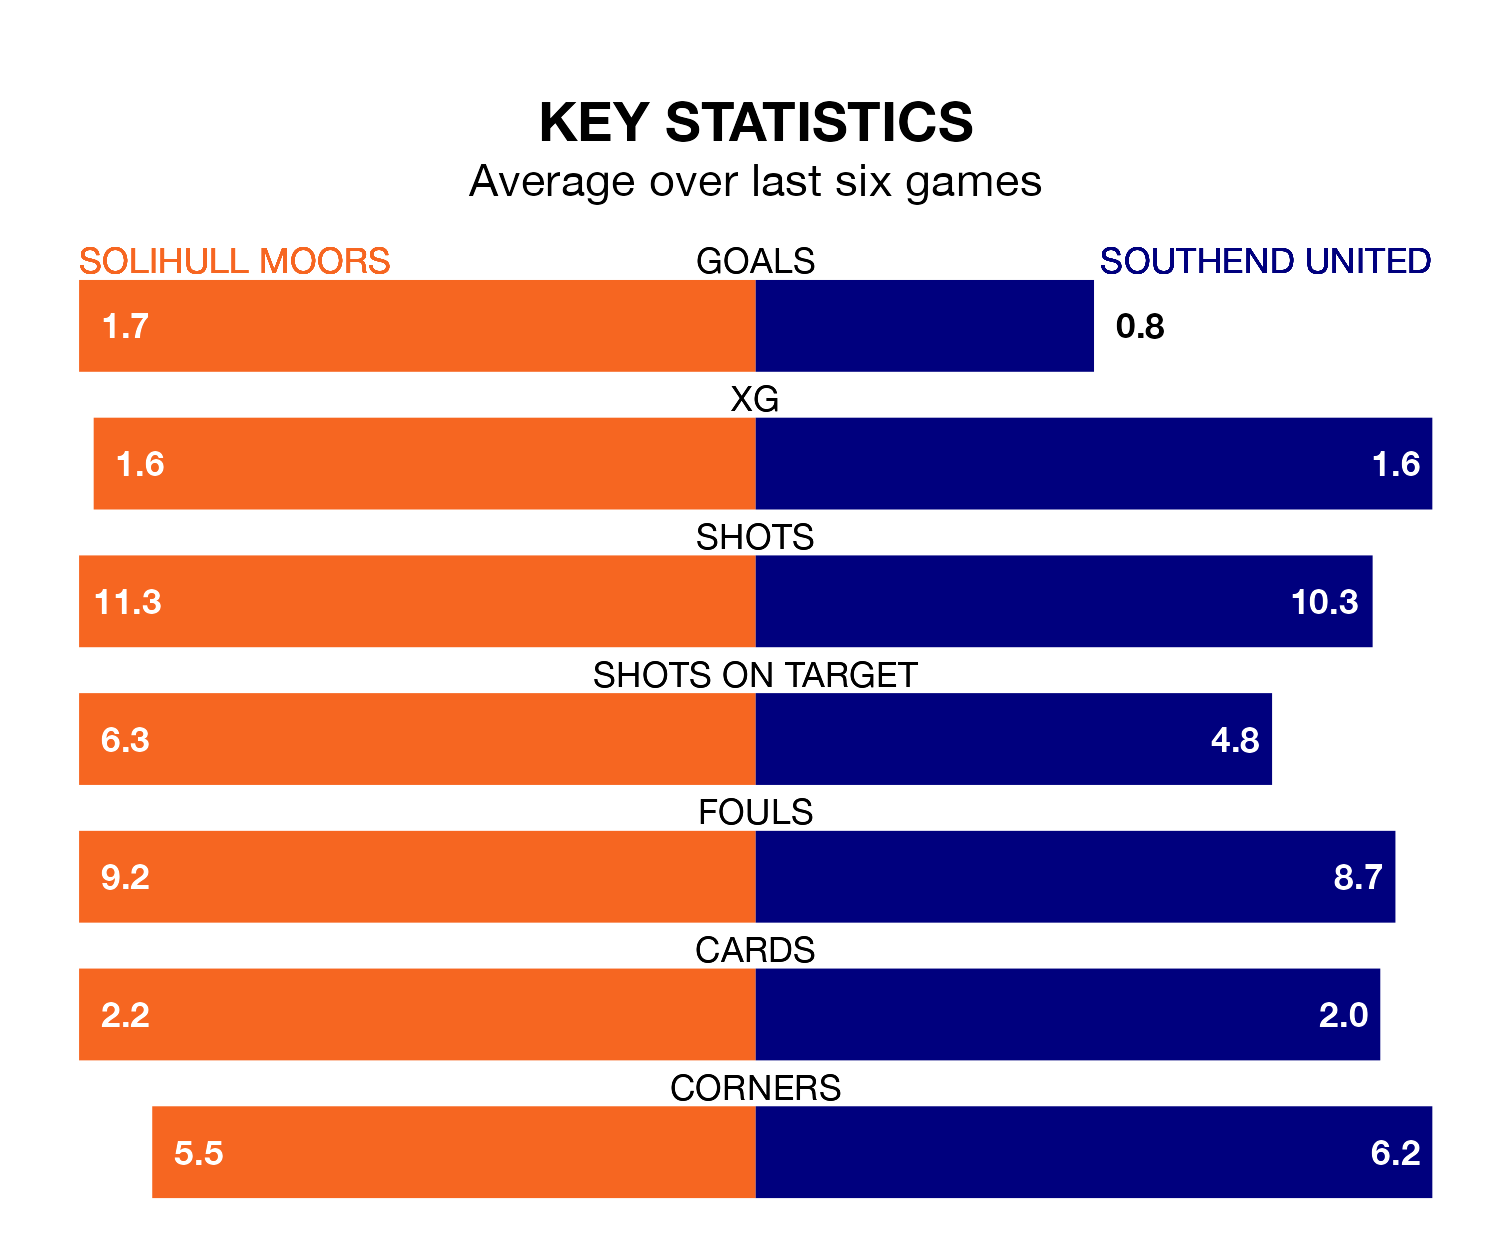 KEY STATISTICS
Average over last six games
SOLIHULL MOORS GOALS SOUTHEND UNITED
1.7 0.8
XG
1.6 1.6
SHOTS
11.3 10.3
SHOTS ON TARGET
6.3 4.8
FOULS
9.2 8.7
CARDS
2.2 2.0
CORNERS
5.5 6.2